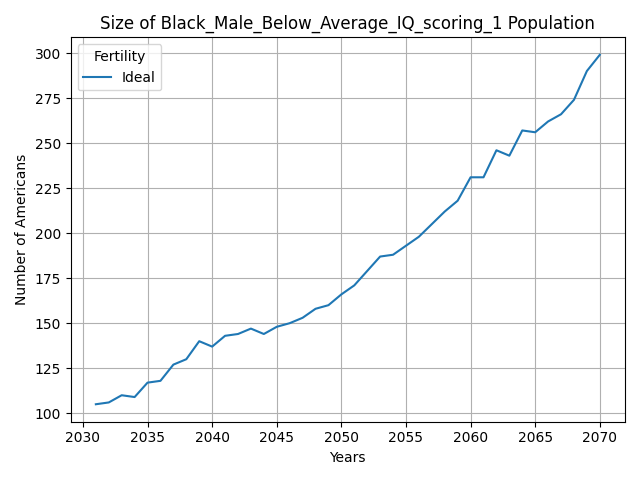 Size of Black_Male_Below_Average_IQ_scoring_1 Population
Fertility
Ideal
Number of Americans
300
275
250
225
200
175
150
125
100
2030 2035 2040 2045 2050 2055 2060 2065 2070
Years